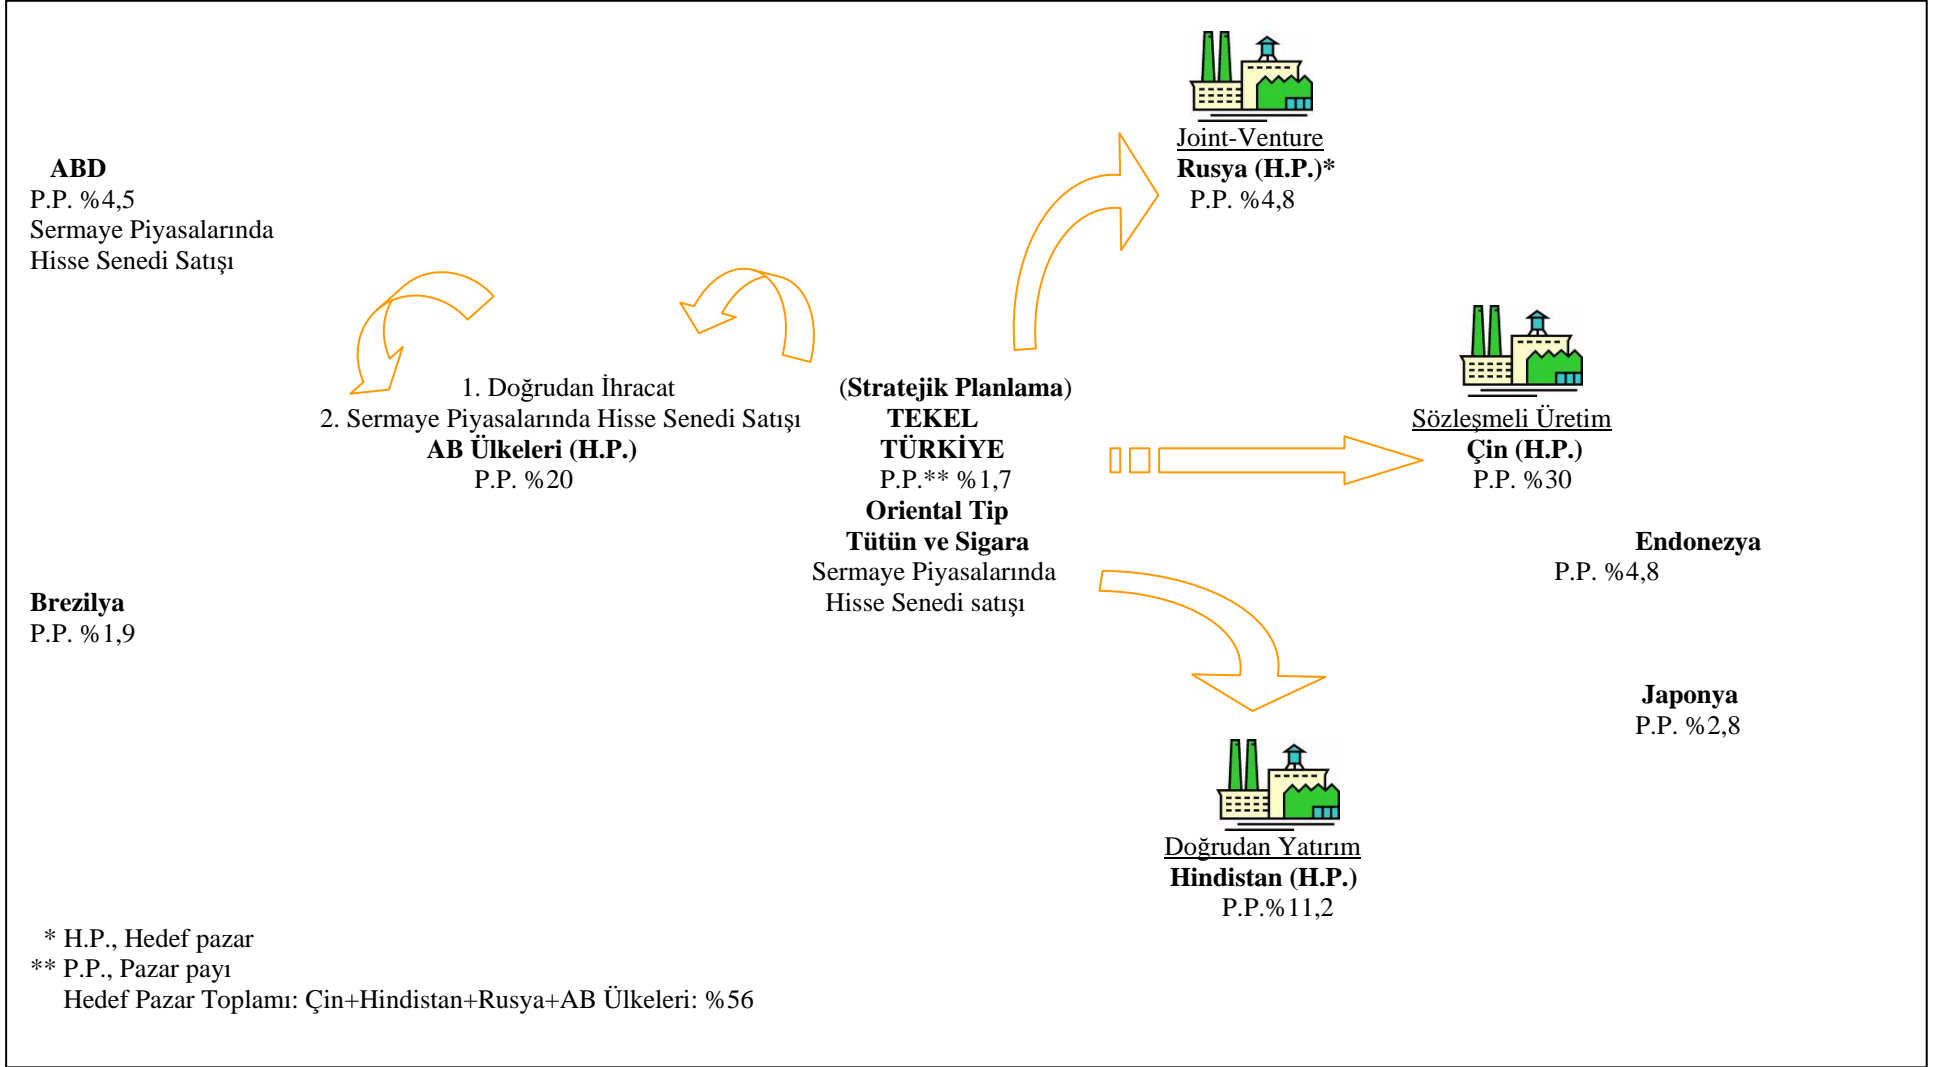 Joint-Venture
Rusya (H.P.)*
P.P. %4,8
ABD
P.P. %4,5
Sermaye Piyasalarında
Hisse Senedi Satışı
1. Doğrudan İhracat
2. Sermaye Piyasalarında Hisse Senedi Satışı
AB Ülkeleri (H.P.)
P.P. %20
(Stratejik Planlama)
TEKEL
TÜRKİYE
P.P.** %1,7
Oriental Tip
Tütün ve Sigara
Sermaye Piyasalarında
Hisse Senedi satışı
Sözleşmeli Üretim
Çin (H.P.)
P.P. %30
Endonezya
P.P. %4,8
Brezilya
P.P. %1,9
Japonya
P.P. %2,8
Doğrudan Yatırım
Hindistan (H.P.)
P.P.%11,2
* H.P., Hedef pazar
** P.P., Pazar payı
Hedef Pazar Toplamı: Çin+Hindistan+Rusya+AB Ülkeleri: %56